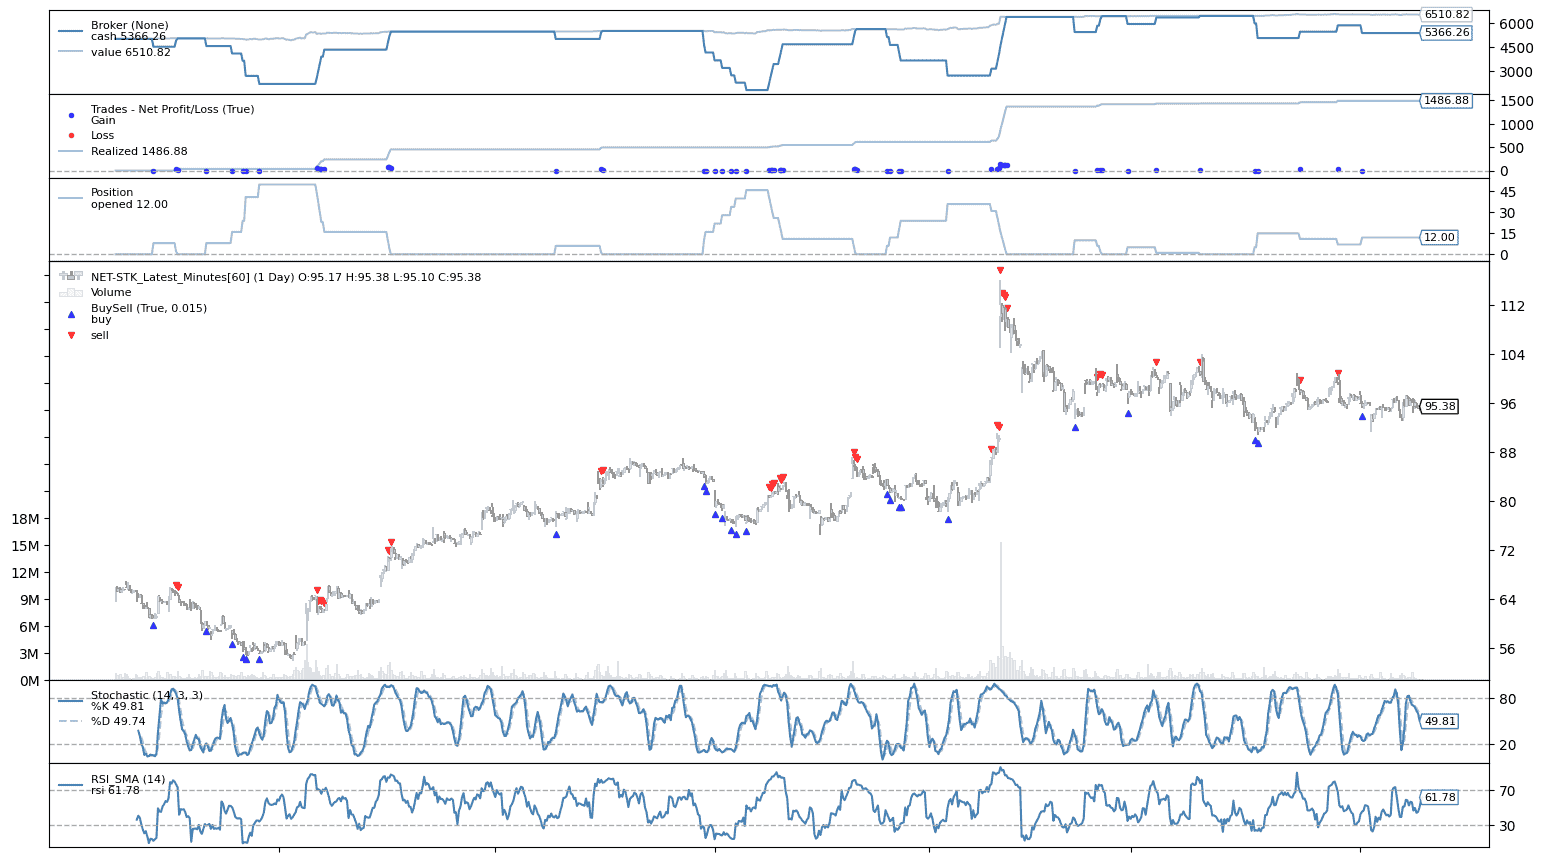 Broker (None)
cash 5366.26
value 6510.82
6510.82
6000
5366.26
4500
3000
Trades - Net Profit/Loss (True)
Gain
Loss
Realized 1486.88
1500
1486.88
1000
500
0
Position
opened 12.00
45
30
15
12.00
0
NET-STK_Latest_Minutes[60] (1 Day) O:95.17 H:95.38 L:95.10 C:95.38
Volume
BuySell (True, 0.015)
buy
sell
112
104
96
95.38
88
80
72
64
56
18M
15M
12M
9M
6M
3M
0M
Stochastic (14, 3, 3)
%K 49.81
%D 49.74
80
49.81
20
RSI_SMA (14)
rsi 61.78
70
61.78
30